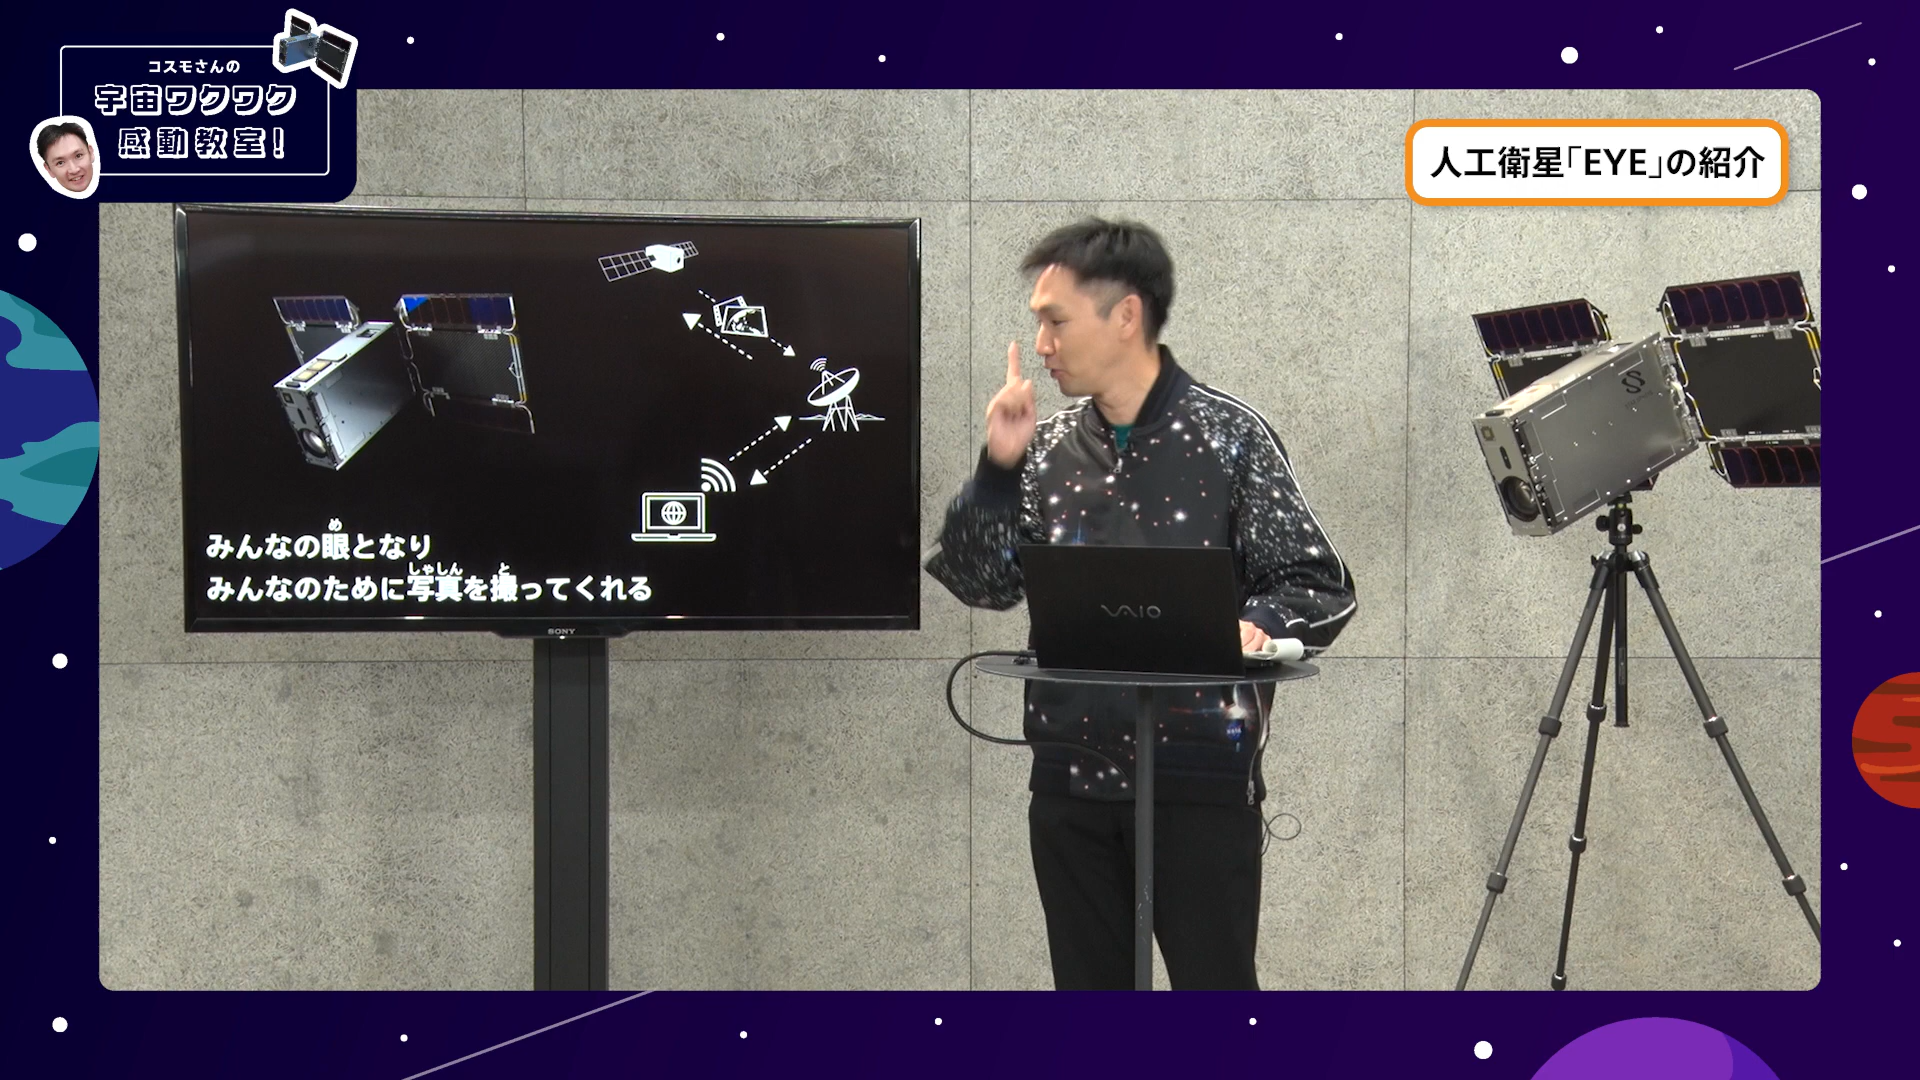 コスモさんの
宇宙ワクワク
感動教室！
人工衛星「EYE」の紹介
め
みんなの眼となり
しゃしん と
みんなのために写真を撮ってくれる
SONY
VAIO
NASA
S